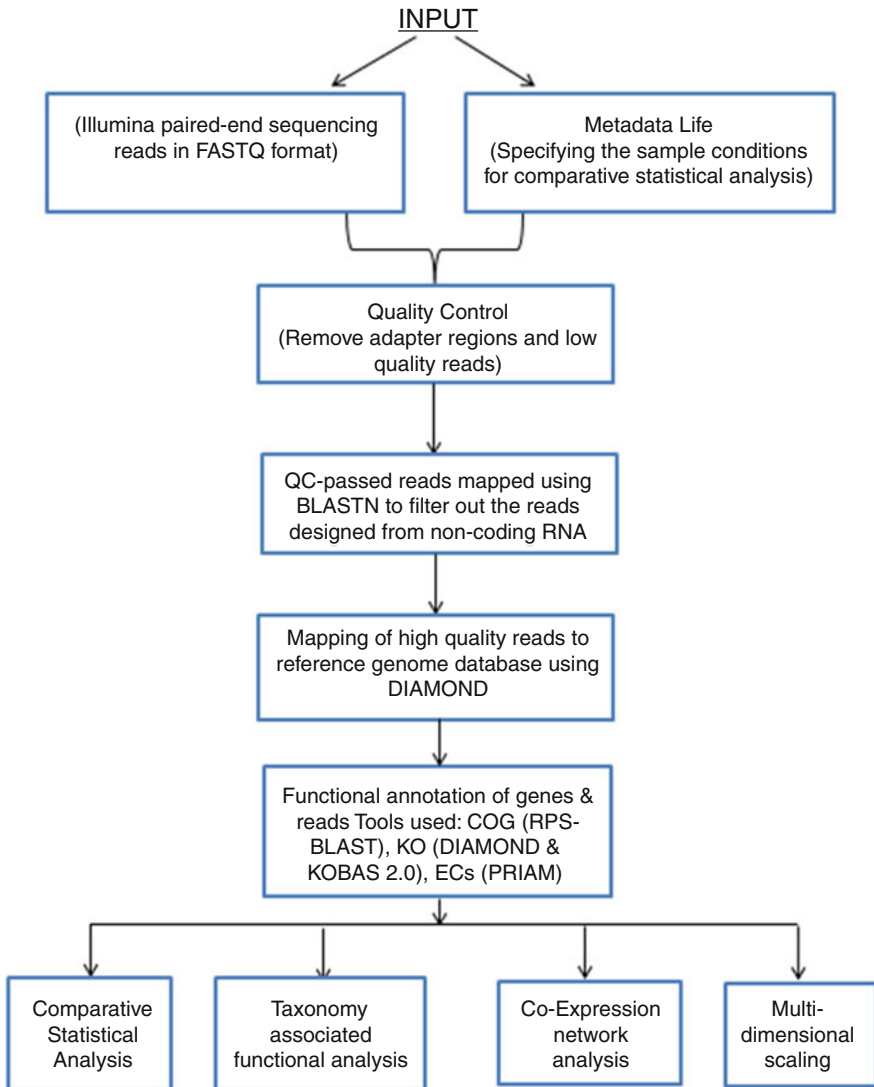 INPUT
(Illumina paired-end sequencing
reads in FASTQ format)
Metadata Life
(Specifying the sample conditions
for comparative statistical analysis)
Quality Control
(Remove adapter regions and low
quality reads)
QC-passed reads mapped using
BLASTN to filter out the reads
designed from non-coding RNA
Mapping of high quality reads to
reference genome database using
DIAMOND
Functional annotation of genes &
reads Tools used: COG (RPS-
BLAST), KO (DIAMOND &
KOBAS 2.0), ECs (PRIAM)
Comparative
Statistical
Analysis
Taxonomy
associated
functional analysis
Co-Expression
network
analysis
Multi-
dimensional
scaling